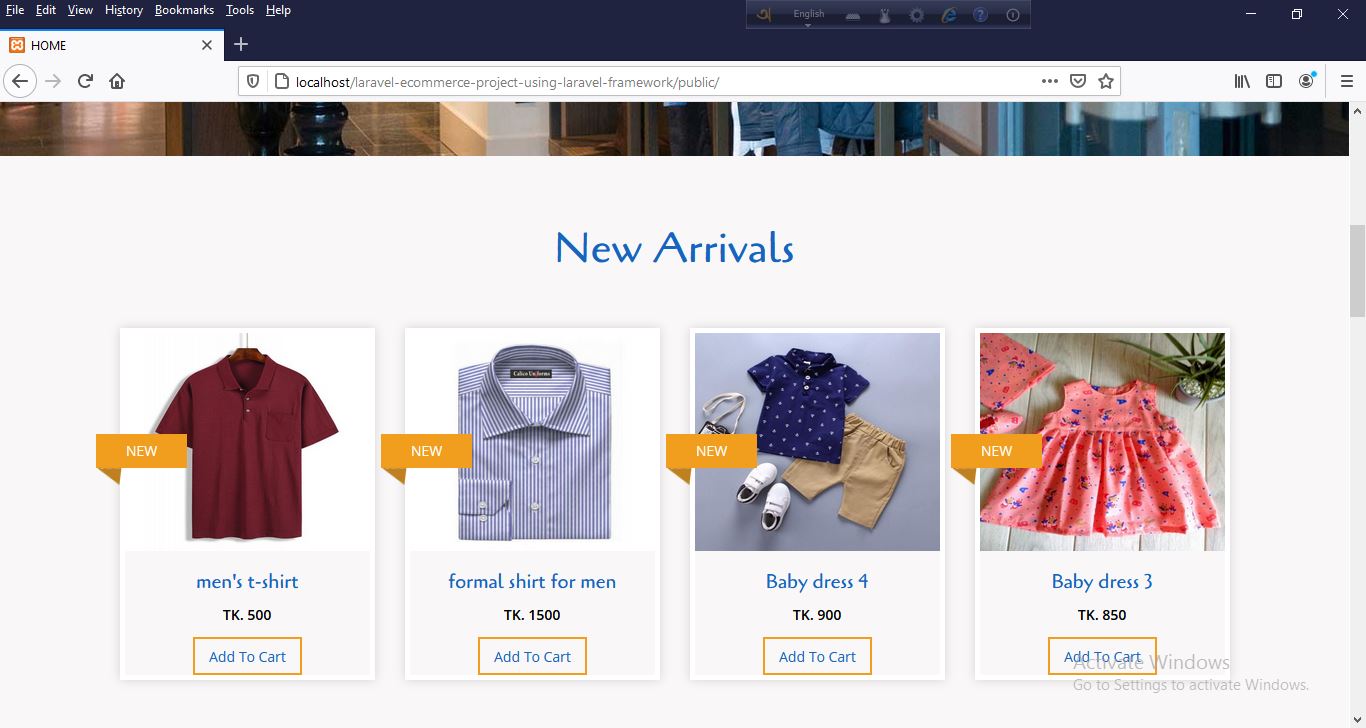 File Edit View History Bookmarks Tools Help
English
HOME
localhost/laravel-ecommerce-project-using-laravel-framework/public/
New Arrivals
NEW
NEW
NEW
NEW
Calico Uniforms
men's t-shirt
formal shirt for men
Baby dress 4
Baby dress 3
TK. 500
TK. 1500
TK. 900
TK. 850
Add To Cart
Add To Cart
Add To Cart
Add To Cart
Activate Windows
Go to Settings to activate Windows.